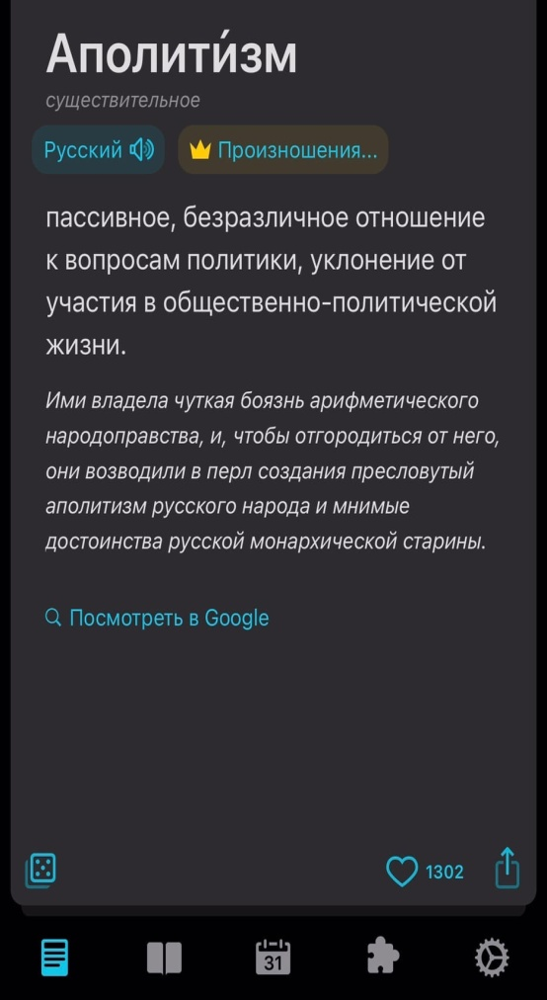 Аполити́зм
существительное
Русский
Произношения...
пассивное, безразличное отношение
к вопросам политики, уклонение от
участия в общественно-политической
жизни.
Ими владела чуткая боязнь арифметического
народоправства, и, чтобы отгородиться от него,
они возводили в перл создания пресловутый
аполитизм русского народа и мнимые
достоинства русской монархической старины.
Посмотреть в Google
1302
31